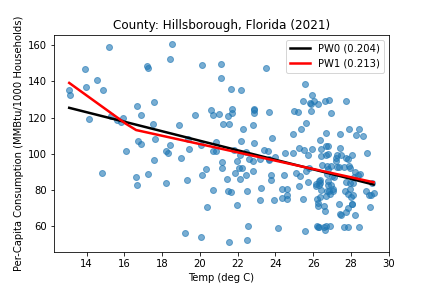 County: Hillsborough, Florida (2021)
PW0 (0.204)
PW1 (0.213)
Per-Capita Consumption (MMBtu/1000 Households)
160
140
120
100
80
60
14 16 18 20 22 24 26 28 30
Temp (deg C)